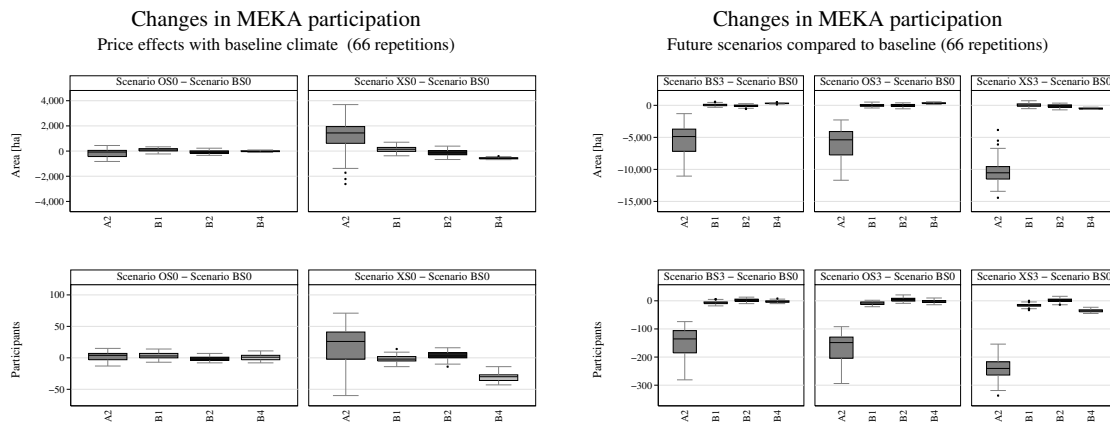 Changes in MEKA participation
Price effects with baseline climate (66 repetitions)
Scenario OS0 − Scenario BS0
Scenario XS0 − Scenario BS0
Area [ha]
4,000
2,000
0
−2,000
−4,000
A2
B1
B2
B4
A2
B1
B2
B4
Scenario OS0 − Scenario BS0
Scenario XS0 − Scenario BS0
Participants
100
50
0
−50
A2
B1
B2
B4
A2
B1
B2
B4
Changes in MEKA participation
Future scenarios compared to baseline (66 repetitions)
Scenario BS3 − Scenario BS0
Scenario OS3 − Scenario BS0
Scenario XS3 − Scenario BS0
Area [ha]
0
−5,000
−10,000
−15,000
A2
B1
B2
B4
A2
B1
B2
B4
A2
B1
B2
B4
Scenario BS3 − Scenario BS0
Scenario OS3 − Scenario BS0
Scenario XS3 − Scenario BS0
Participants
0
−100
−200
−300
A2
B1
B2
B4
A2
B1
B2
B4
A2
B1
B2
B4